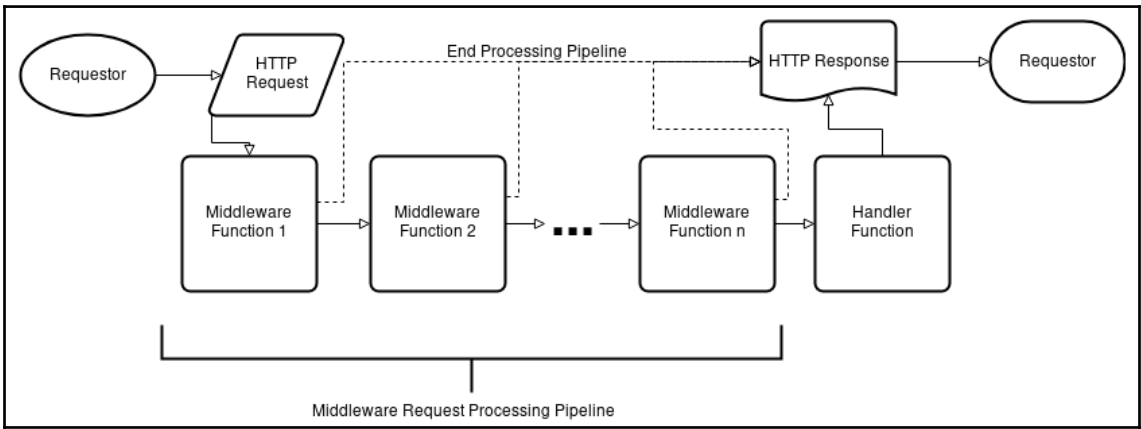 End Processing Pipeline
Requestor
HTTP
Request
HTTP Response
Requestor
Middleware
Function 1
Middleware
Function 2
...
Middleware
Function n
Handler
Function
Middleware Request Processing Pipeline